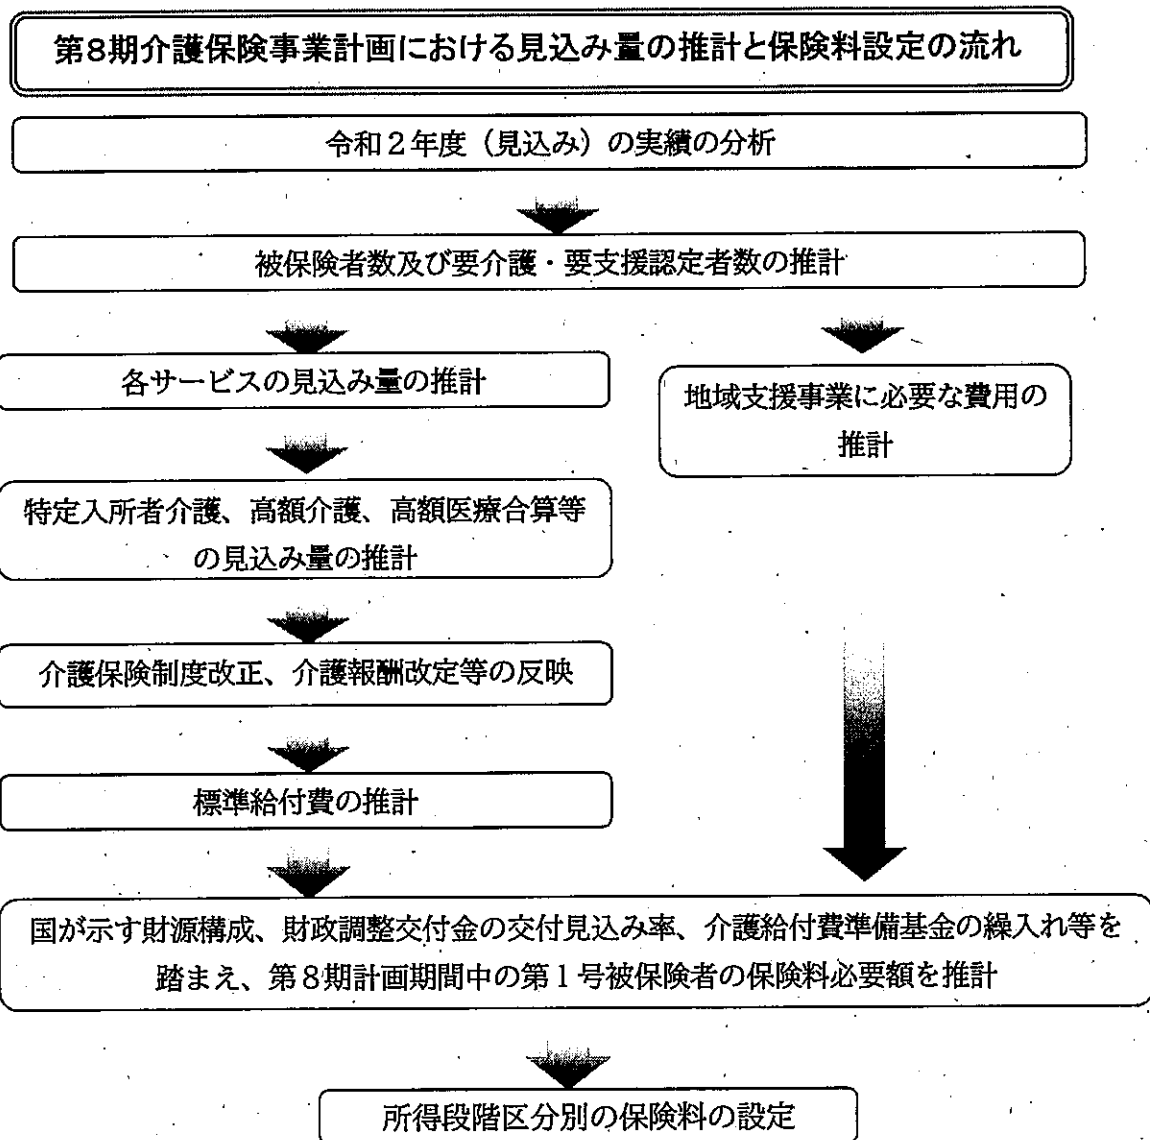 第8期介護保険事業計画における見込み量の推計と保険料設定の流れ
令和２年度（見込み）の実績の分析
被保険者数及び要介護・要支援認定者数の推計
各サービスの見込み量の推計
地域支援事業に必要な費用の
推計
特定入所者介護、高額介護、高額医療合算等
の見込み量の推計
介護保険制度改正、介護報酬改定等の反映
標準給付費の推計
国が示す財源構成、財政調整交付金の交付見込み率、介護給付費準備基金の繰入れ等を
踏まえ、第８期計画期間中の第１号被保険者の保険料必要額を推計
所得段階区分別の保険料の設定